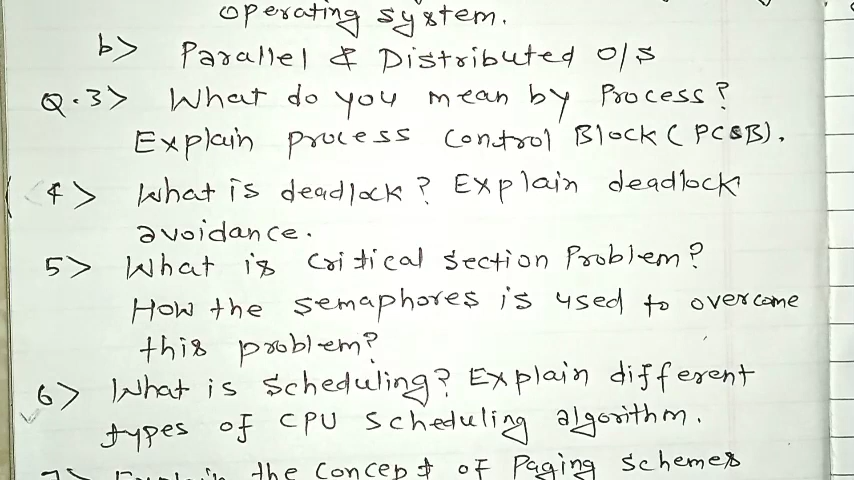 operating system.
b> Parallel & Distributed O/S
Q.3> What do you mean by Process?
Explain process control Block (PCB).
4> What is deadlock? Explain deadlock
avoidance.
5> What is critical section Problem?
How the semaphores is used to overcome
this problem?
6> What is scheduling? Explain different
types of CPU scheduling algorithm.
7> Explain the concept of Paging schemes